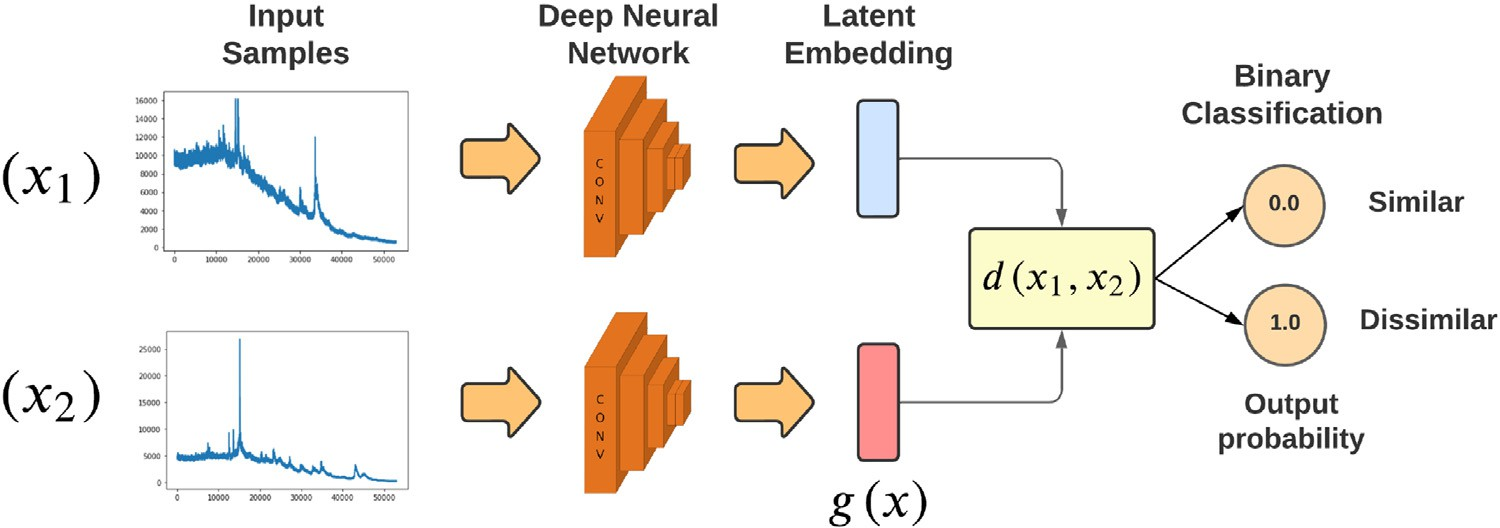 Input
Samples
Deep Neural
Network
Latent
Embedding
Binary
Classification
(x₁)
16000
14000
12000
10000
8000
6000
4000
2000
0
0 10000 20000 30000 40000 50000
CONV
d(x₁, x₂)
0.0
Similar
1.0
Dissimilar
Output
probability
(x₂)
25000
20000
15000
10000
5000
0
0 10000 20000 30000 40000 50000
CONV
g(x)